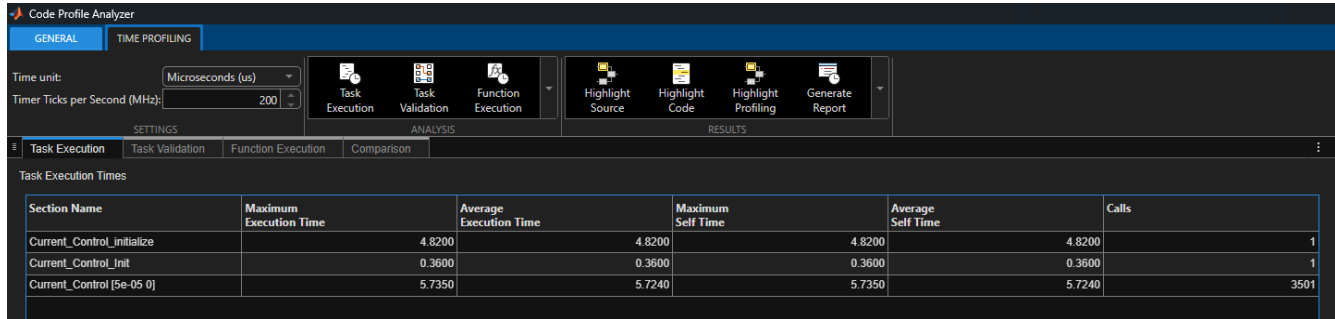 Code Profile Analyzer
GENERAL TIME PROFILING
Time unit: Microseconds (us)
Timer Ticks per Second (MHz): 200
SETTINGS
Task Execution
Task Validation
Function Execution
ANALYSIS
Highlight Source
Highlight Code
Highlight Profiling
Generate Report
RESULTS
Task Execution Task Validation Function Execution Comparison
Task Execution Times
Section Name Maximum Execution Time Average Execution Time Maximum Self Time Average Self Time Calls
Current_Control_initialize 4.8200 4.8200 4.8200 4.8200 1
Current_Control_Init 0.3600 0.3600 0.3600 0.3600 1
Current_Control [5e-05 0] 5.7350 5.7240 5.7350 5.7240 3501